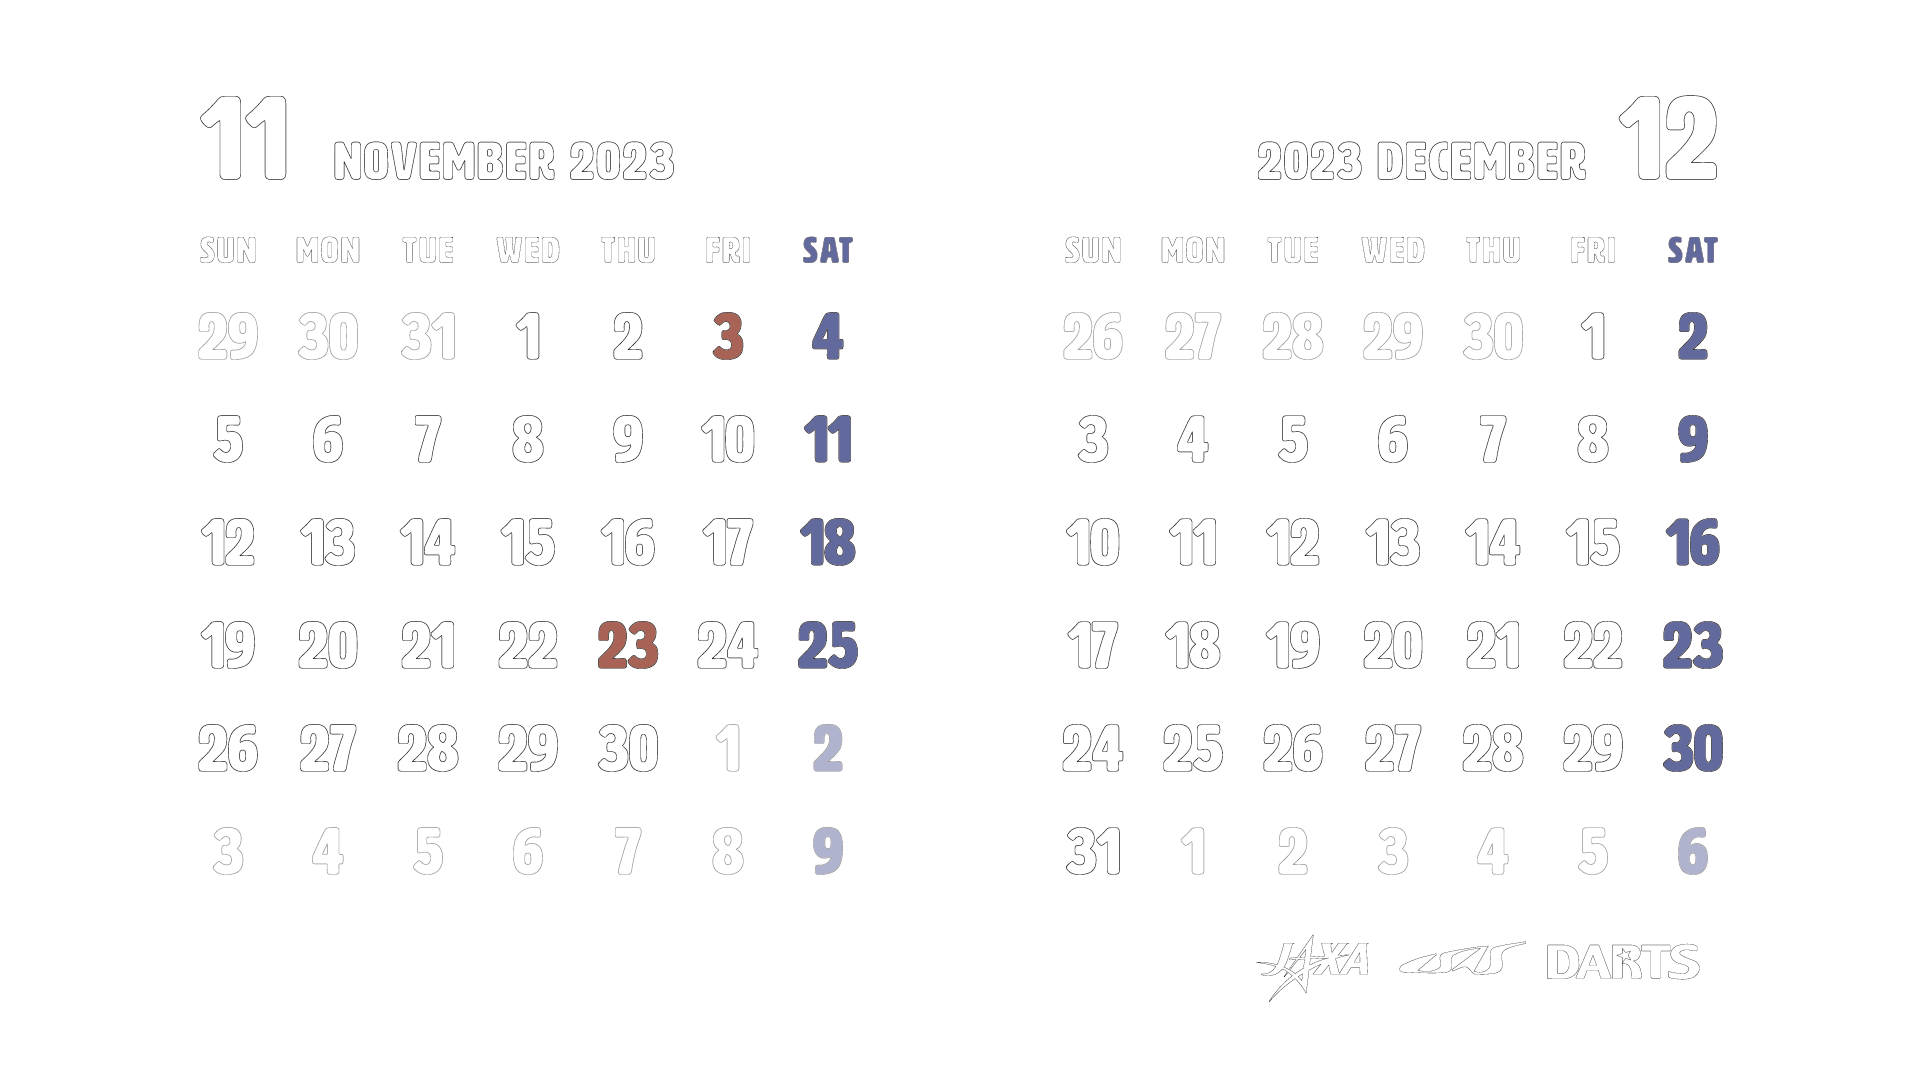 11 NOVEMBER 2023
SUN MON TUE WED THU FRI SAT
29 30 31 1 2 3 4
5 6 7 8 9 10 11
12 13 14 15 16 17 18
19 20 21 22 23 24 25
26 27 28 29 30 1 2
3 4 5 6 7 8 9
2023 DECEMBER 12
SUN MON TUE WED THU FRI SAT
26 27 28 29 30 1 2
3 4 5 6 7 8 9
10 11 12 13 14 15 16
17 18 19 20 21 22 23
24 25 26 27 28 29 30
31 1 2 3 4 5 6
JAXA ISAS DARTS